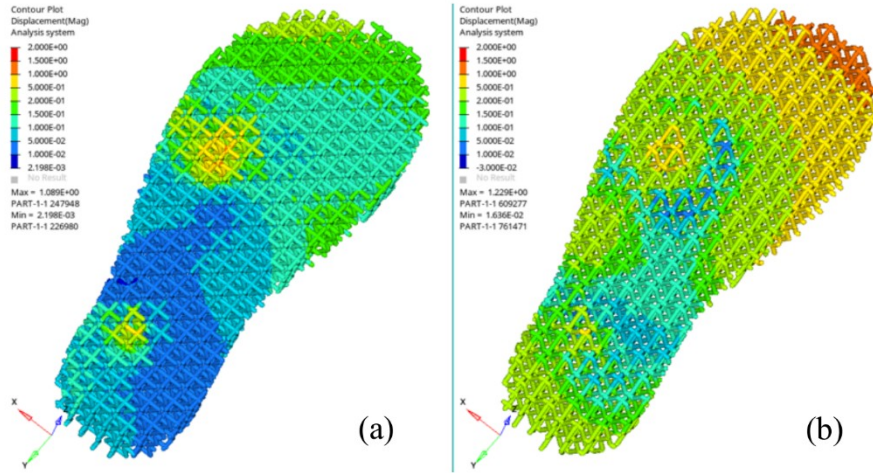 Contour Plot
Displacement(Mag)
Analysis system
2.000E+00
1.500E+00
1.000E+00
5.000E-01
2.000E-01
1.500E-01
1.000E-01
5.000E-02
1.000E-02
2.198E-03
No Result
Max = 1.089E+00
PART-1-1 247948
Min = 2.198E-03
PART-1-1 226980
X
Z
Y
(a)
Contour Plot
Displacement(Mag)
Analysis system
2.000E+00
1.500E+00
1.000E+00
5.000E-01
2.000E-01
1.500E-01
1.000E-01
5.000E-02
1.000E-02
-3.000E-02
No Result
Max = 1.229E+00
PART-1-1 609277
Min = 1.636E-02
PART-1-1 761471
X
Z
Y
(b)